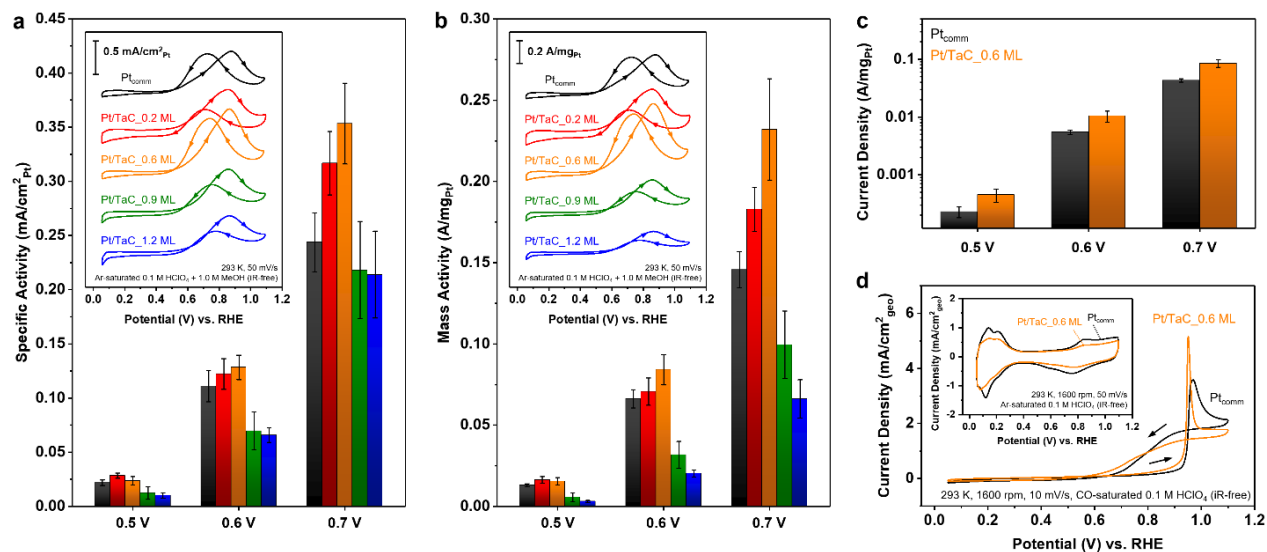 a
0.5 mA/cm²Pt
Ptcomm
Pt/TaC_0.2 ML
Pt/TaC_0.6 ML
Pt/TaC_0.9 ML
Pt/TaC_1.2 ML
293 K, 50 mV/s
Ar-saturated 0.1 M HClO₄ + 1.0 M MeOH (iR-free)
0.0 0.2 0.4 0.6 0.8 1.0 1.2
Potential (V) vs. RHE
Specific Activity (mA/cm²Pt)
0.45
0.40
0.35
0.30
0.25
0.20
0.15
0.10
0.05
0.00
0.5 V 0.6 V 0.7 V
b
0.2 A/mgPt
Ptcomm
Pt/TaC_0.2 ML
Pt/TaC_0.6 ML
Pt/TaC_0.9 ML
Pt/TaC_1.2 ML
293 K, 50 mV/s
Ar-saturated 0.1 M HClO₄ + 1.0 M MeOH (iR-free)
0.0 0.2 0.4 0.6 0.8 1.0 1.2
Potential (V) vs. RHE
Mass Activity (A/mgPt)
0.30
0.25
0.20
0.15
0.10
0.05
0.00
0.5 V 0.6 V 0.7 V
c
Ptcomm
Pt/TaC_0.6 ML
Current Density (A/mgPt)
0.1
0.01
0.001
0.5 V 0.6 V 0.7 V
d
Current Density (mA/cm²geo)
6
4
2
0
Pt/TaC_0.6 ML
Ptcomm
Current Density (mA/cm²geo)
2
1
0
-1
-2
Pt/TaC_0.6 ML
Ptcomm
293 K, 1600 rpm, 50 mV/s
Ar-saturated 0.1 M HClO₄ (iR-free)
0.0 0.2 0.4 0.6 0.8 1.0 1.2
Potential (V) vs. RHE
293 K, 1600 rpm, 10 mV/s, CO-saturated 0.1 M HClO₄ (iR-free)
0.0 0.2 0.4 0.6 0.8 1.0 1.2
Potential (V) vs. RHE